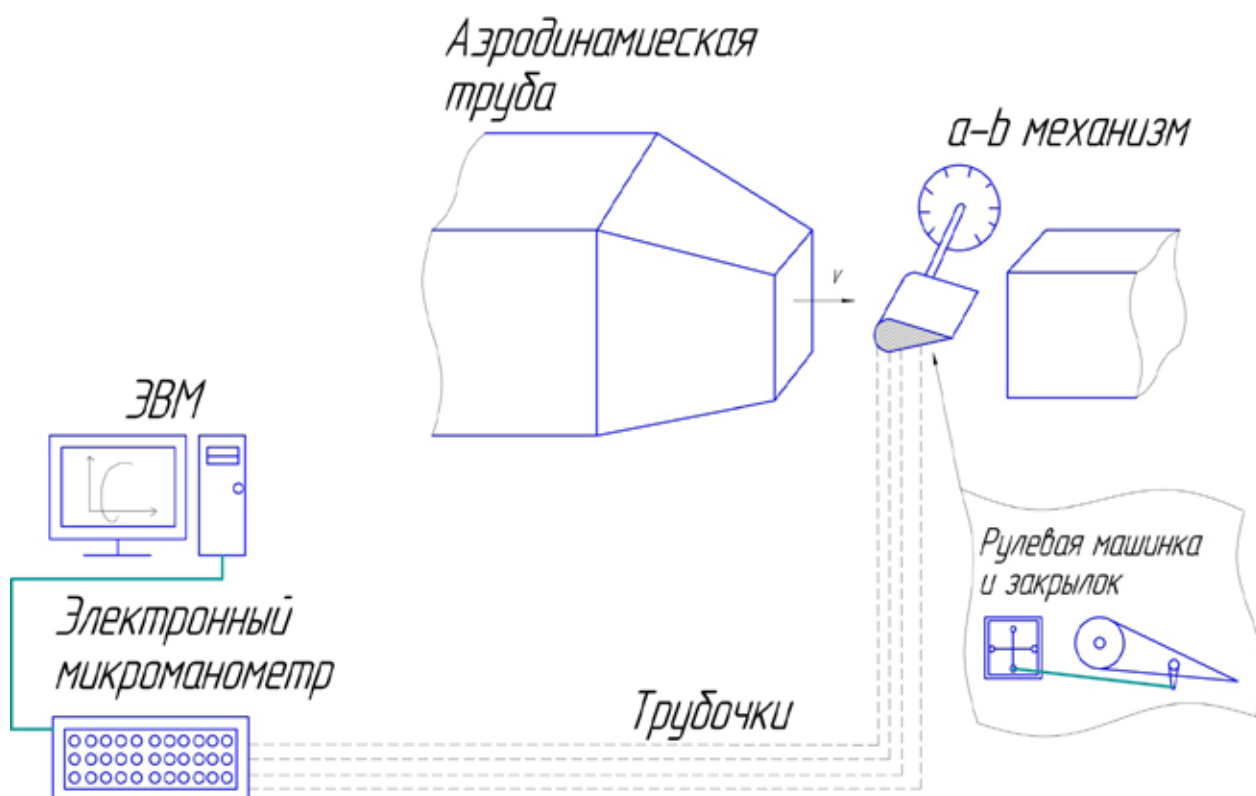 Аэродинамиеская
труба
a-b механизм
V
ЭВМ
Рулевая машинка
и закрылок
Электронный
микроманометр
Трубочки